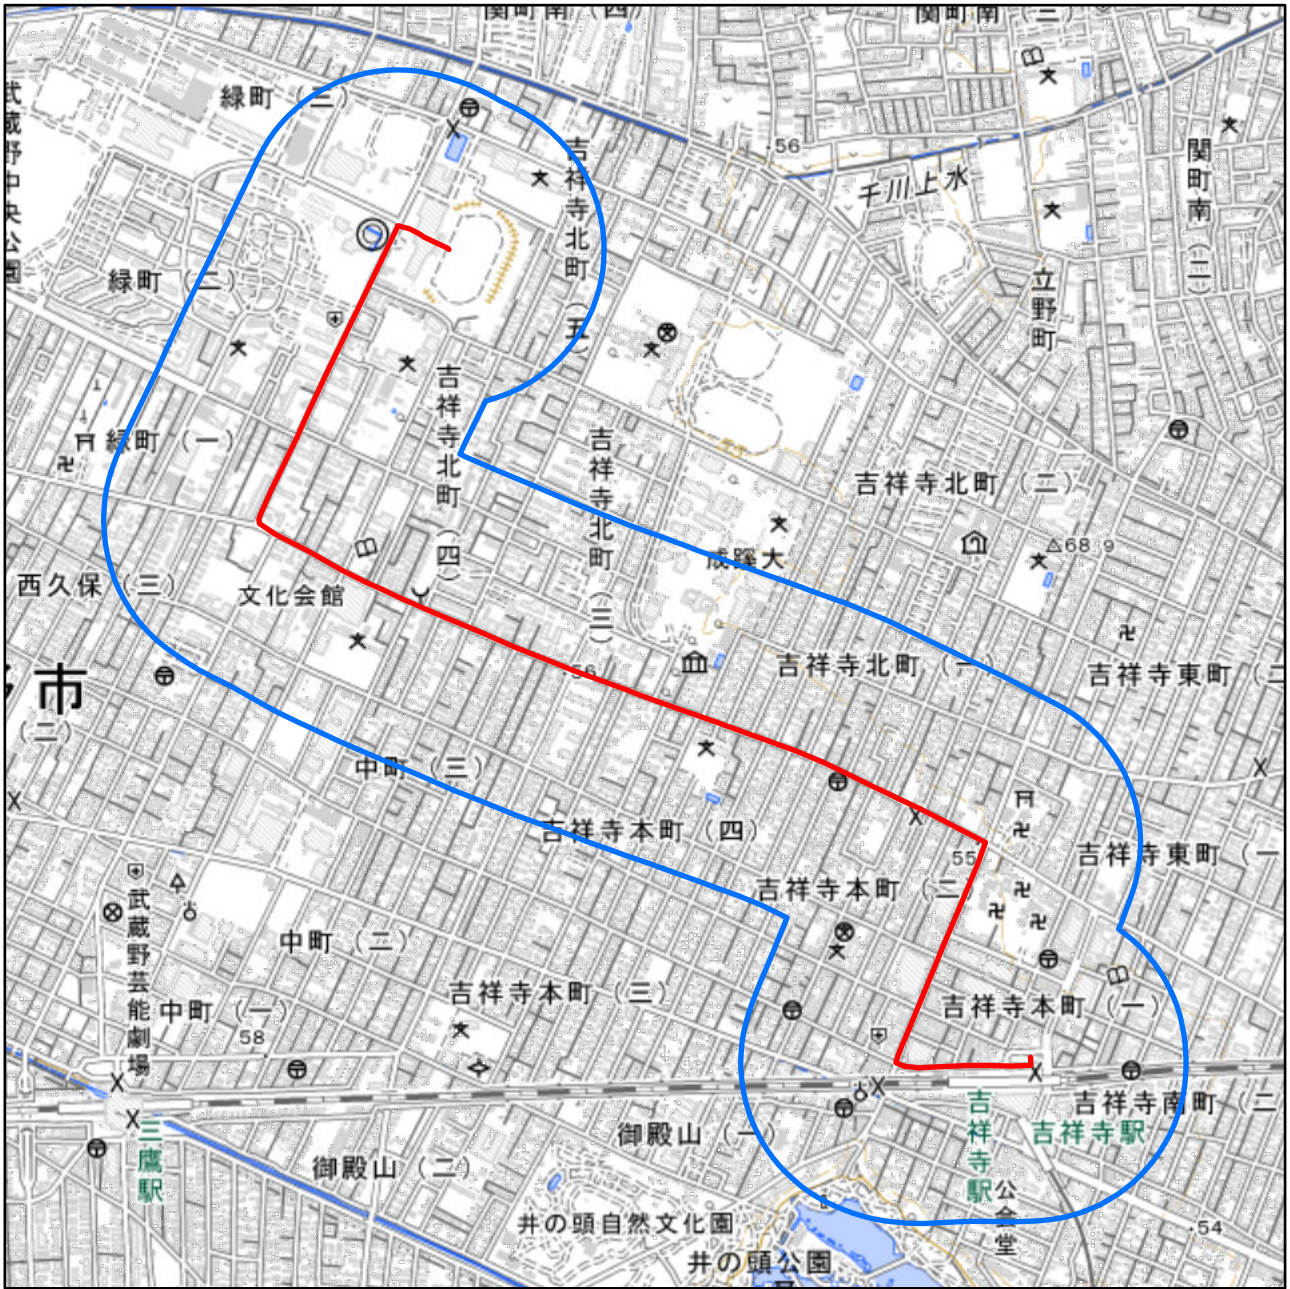 関町南（四）
関町南（三）
緑町（三）
武蔵野中央公園
吉祥寺北町（五）
56
千川上水
関町南（二）
緑町（二）
立野町
吉祥寺北町（四）
緑町（一）
吉祥寺北町（三）
吉祥寺北町（二）
成蹊大
68.9
西久保（三）
文化会館
市
吉祥寺北町（一）
吉祥寺東町（二
56
（二）
中町（三）
吉祥寺本町（四）
55
吉祥寺東町（一
吉祥寺本町（二）
武蔵野芸能劇場
中町（二）
吉祥寺本町（三）
吉祥寺本町（一）
中町（一）
58
吉祥寺南町（二
三鷹駅
御殿山（一）
吉祥寺駅
吉祥寺駅
御殿山（二）
公会堂
井の頭自然文化園
54
井の頭公園